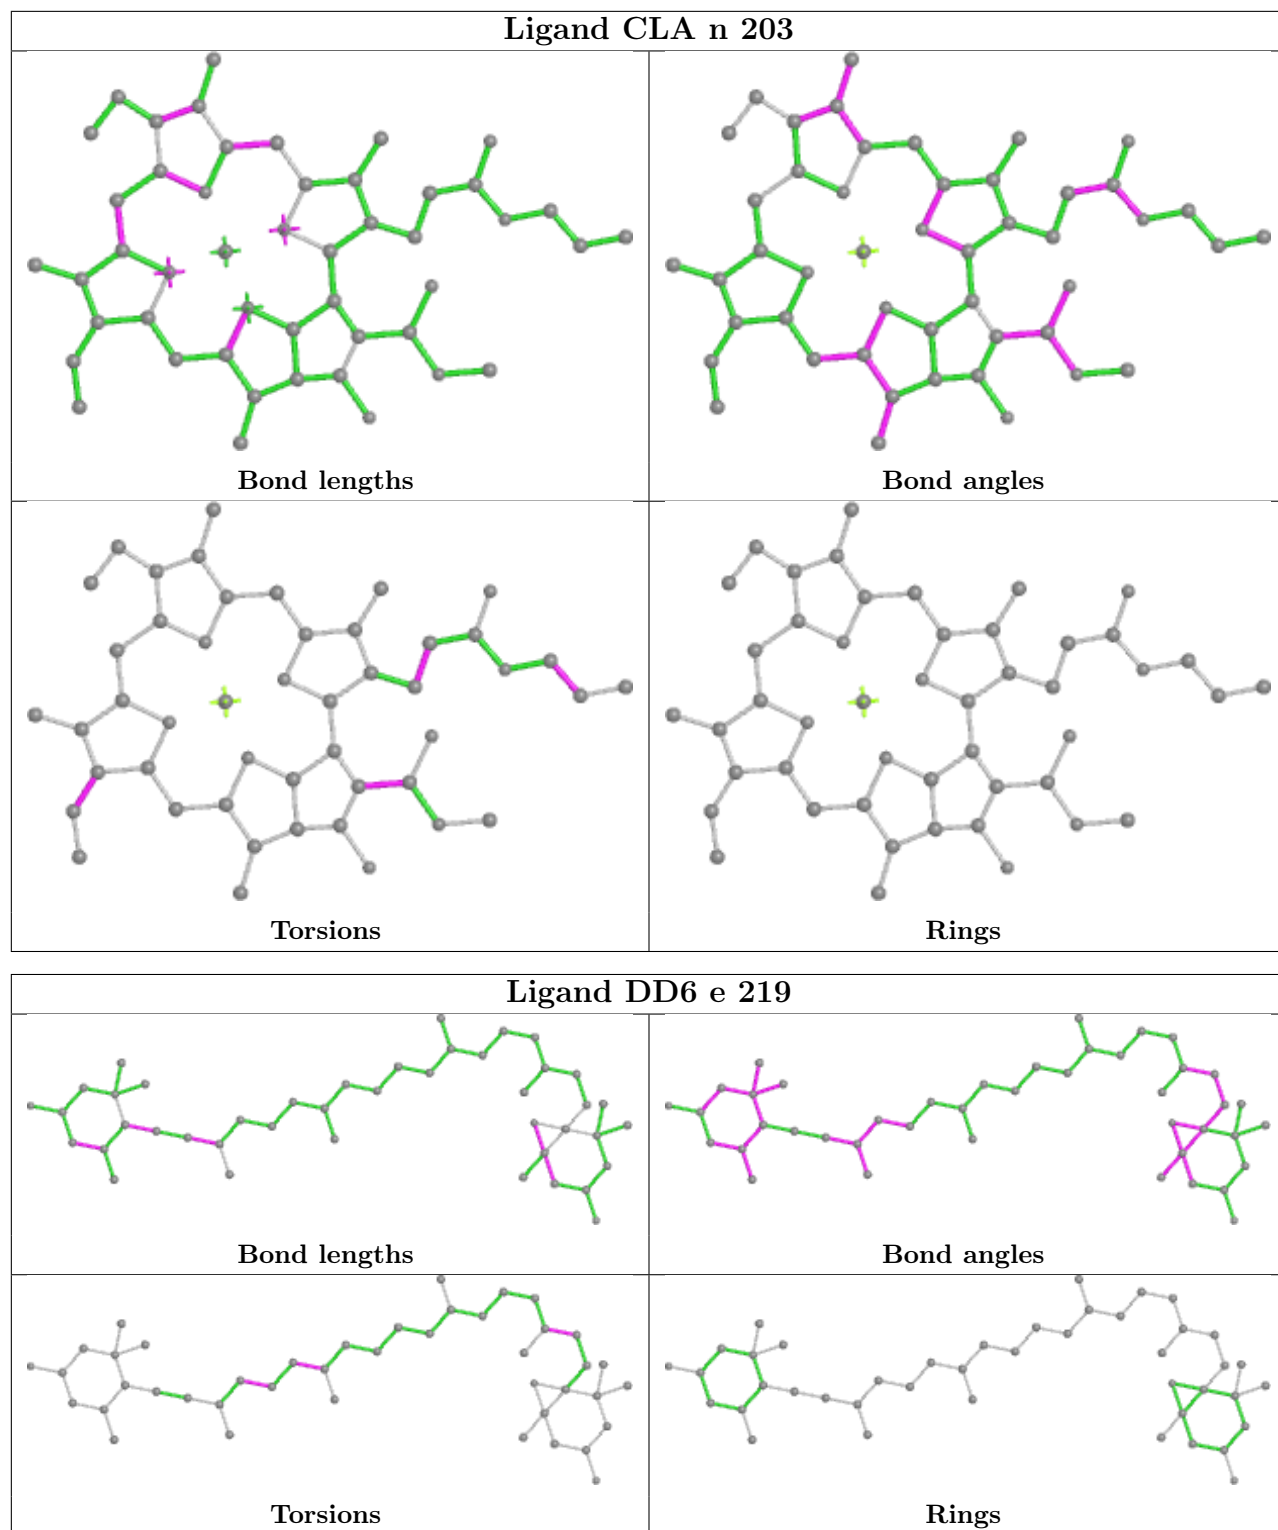 Ligand CLA n 203
Bond lengths
Bond angles
Torsions
Rings
Ligand DD6 e 219
Bond lengths
Bond angles
Torsions
Rings